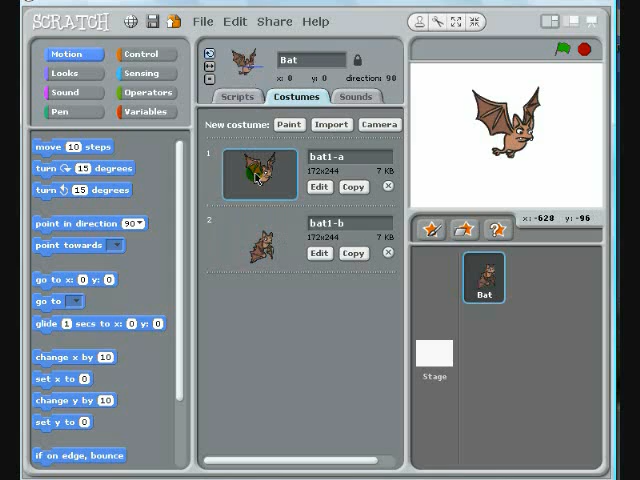 SCRATCH File Edit Share Help
Motion Control
Looks Sensing
Sound Operators
Pen Variables
move 10 steps
turn 15 degrees
turn 15 degrees
point in direction 90
point towards
go to x: 0 y: 0
go to
glide 1 secs to x: 0 y: 0
change x by 10
set x to 0
change y by 10
set y to 0
if on edge, bounce
Bat
x: 0 y: 0 direction: 90
Scripts Costumes Sounds
New costume: Paint Import Camera
1 bat1-a
172x244 7 KB
Edit Copy
2 bat1-b
172x244 7 KB
Edit Copy
x: -628 y: -96
Bat
Stage